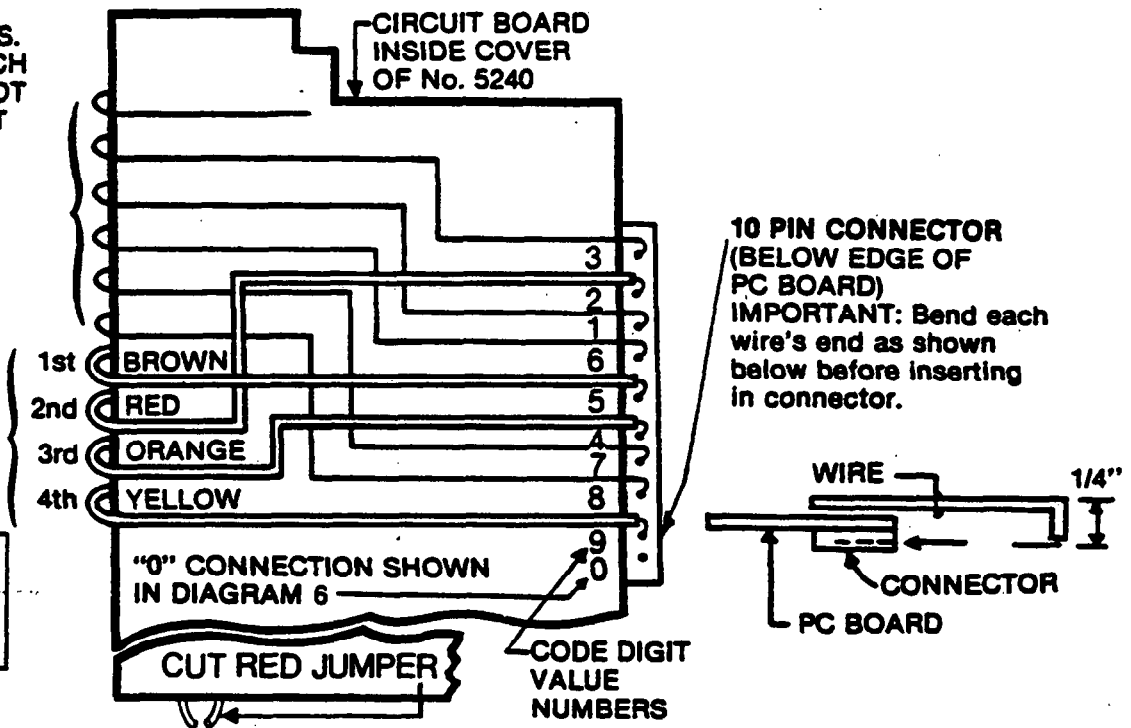 S.
CH
OT
T
CIRCUIT BOARD
INSIDE COVER
OF No. 5240
10 PIN CONNECTOR
(BELOW EDGE OF
PC BOARD)
IMPORTANT: Bend each
wire's end as shown
below before inserting
in connector.
3
2
1
6
5
4
7
8
9
0
1st BROWN
2nd RED
3rd ORANGE
4th YELLOW
"0" CONNECTION SHOWN
IN DIAGRAM 6
CUT RED JUMPER
CODE DIGIT
VALUE
NUMBERS
WIRE
1/4"
CONNECTOR
PC BOARD